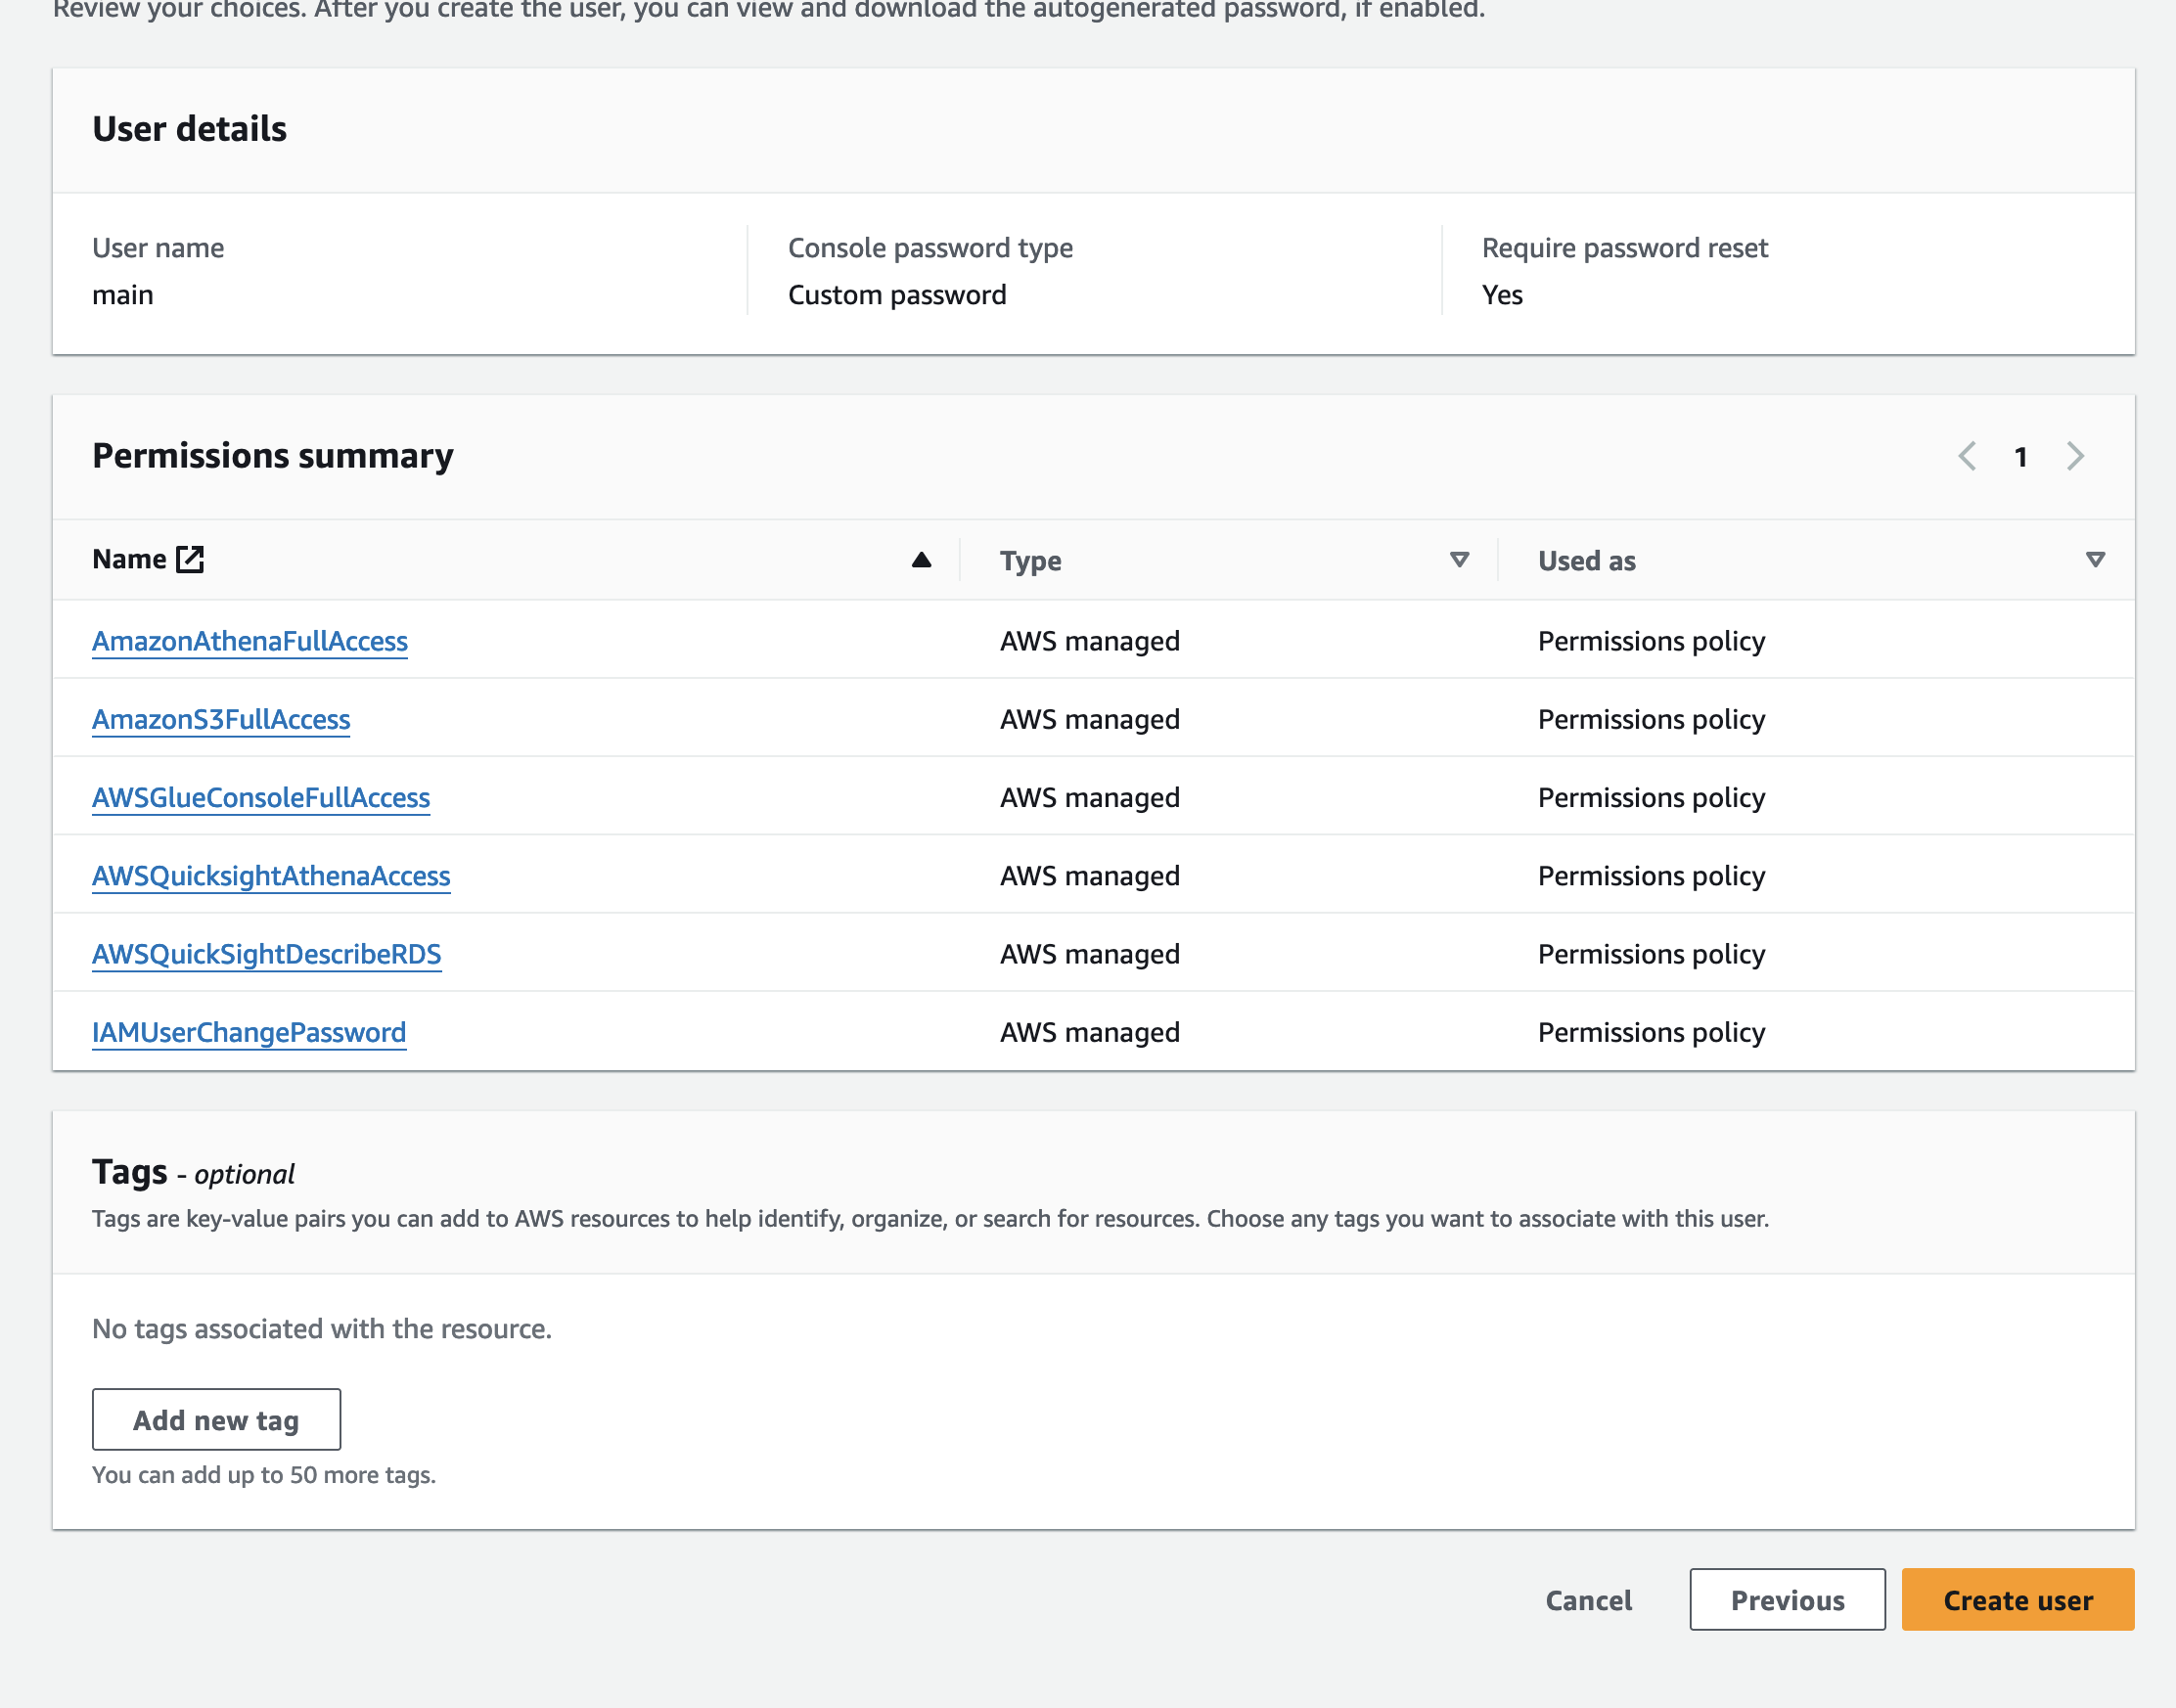 Review your choices. After you create the user, you can view and download the autogenerated password, if enabled.
User details
User name
main
Console password type
Custom password
Require password reset
Yes
Permissions summary
1
Name Type Used as
AmazonAthenaFullAccess AWS managed Permissions policy
AmazonS3FullAccess AWS managed Permissions policy
AWSGlueConsoleFullAccess AWS managed Permissions policy
AWSQuicksightAthenaAccess AWS managed Permissions policy
AWSQuickSightDescribeRDS AWS managed Permissions policy
IAMUserChangePassword AWS managed Permissions policy
Tags - optional
Tags are key-value pairs you can add to AWS resources to help identify, organize, or search for resources. Choose any tags you want to associate with this user.
No tags associated with the resource.
Add new tag
You can add up to 50 more tags.
Cancel Previous Create user